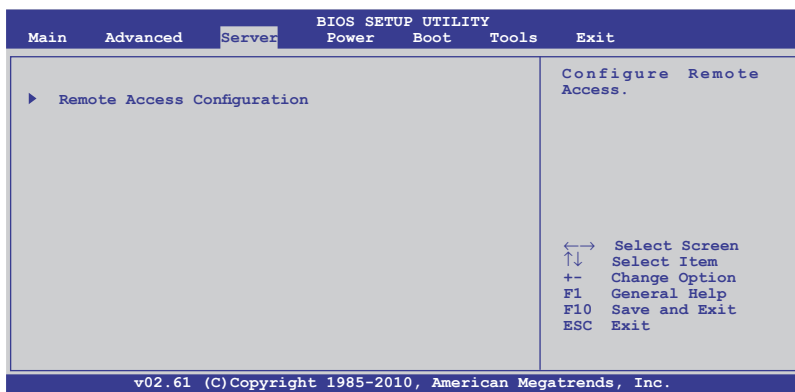 BIOS SETUP UTILITY
Main Advanced Server Power Boot Tools Exit
Configure Remote
Access.
Remote Access Configuration
←→ Select Screen
↑↓ Select Item
+- Change Option
F1 General Help
F10 Save and Exit
ESC Exit
v02.61 (C)Copyright 1985-2010, American Megatrends, Inc.